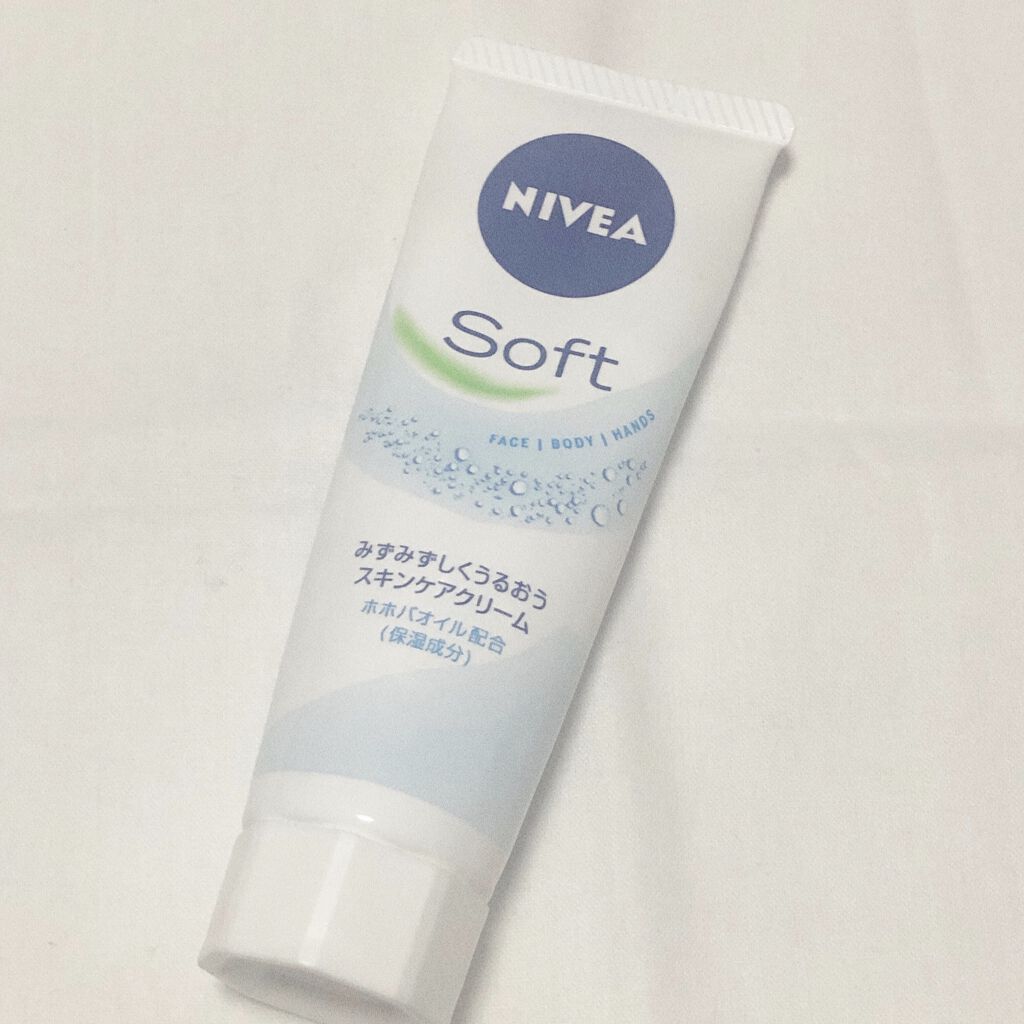 NIVEA
Soft
FACE | BODY | HANDS
みずみずしくうるおう
スキンケアクリーム
ホホバオイル配合
(保湿成分)